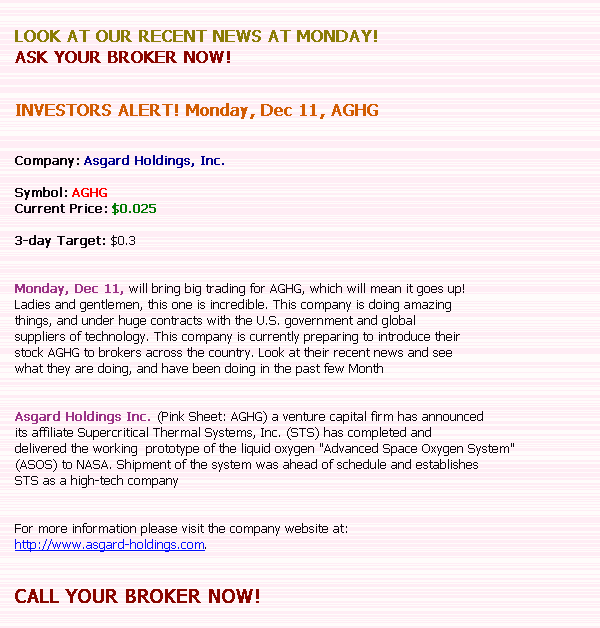 LOOK AT OUR RECENT NEWS AT MONDAY!
ASK YOUR BROKER NOW!
INVESTORS ALERT! Monday, Dec 11, AGHG
Company: Asgard Holdings, Inc.
Symbol: AGHG
Current Price: $0.025
3-day Target: $0.3
Monday, Dec 11, will bring big trading for AGHG, which will mean it goes up!
Ladies and gentlemen, this one is incredible. This company is doing amazing
things, and under huge contracts with the U.S. government and global
suppliers of technology. This company is currently preparing to introduce their
stock AGHG to brokers across the country. Look at their recent news and see
what they are doing, and have been doing in the past few Month
Asgard Holdings Inc. (Pink Sheet: AGHG) a venture capital firm has announced
its affiliate Supercritical Thermal Systems, Inc. (STS) has completed and
delivered the working prototype of the liquid oxygen "Advanced Space Oxygen System"
(ASOS) to NASA. Shipment of the system was ahead of schedule and establishes
STS as a high-tech company
For more information please visit the company website at:
http://www.asgard-holdings.com.
CALL YOUR BROKER NOW!